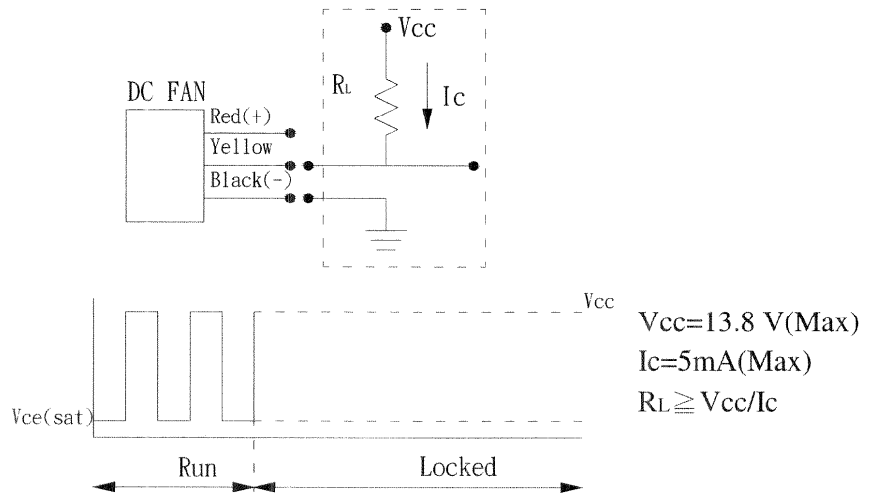 Vcc
DC FAN
RL
Ic
Red(+)
Yellow
Black(-)
Vcc
Vcc=13.8 V(Max)
Ic=5mA(Max)
RL≧Vcc/Ic
Vce(sat)
Run
Locked